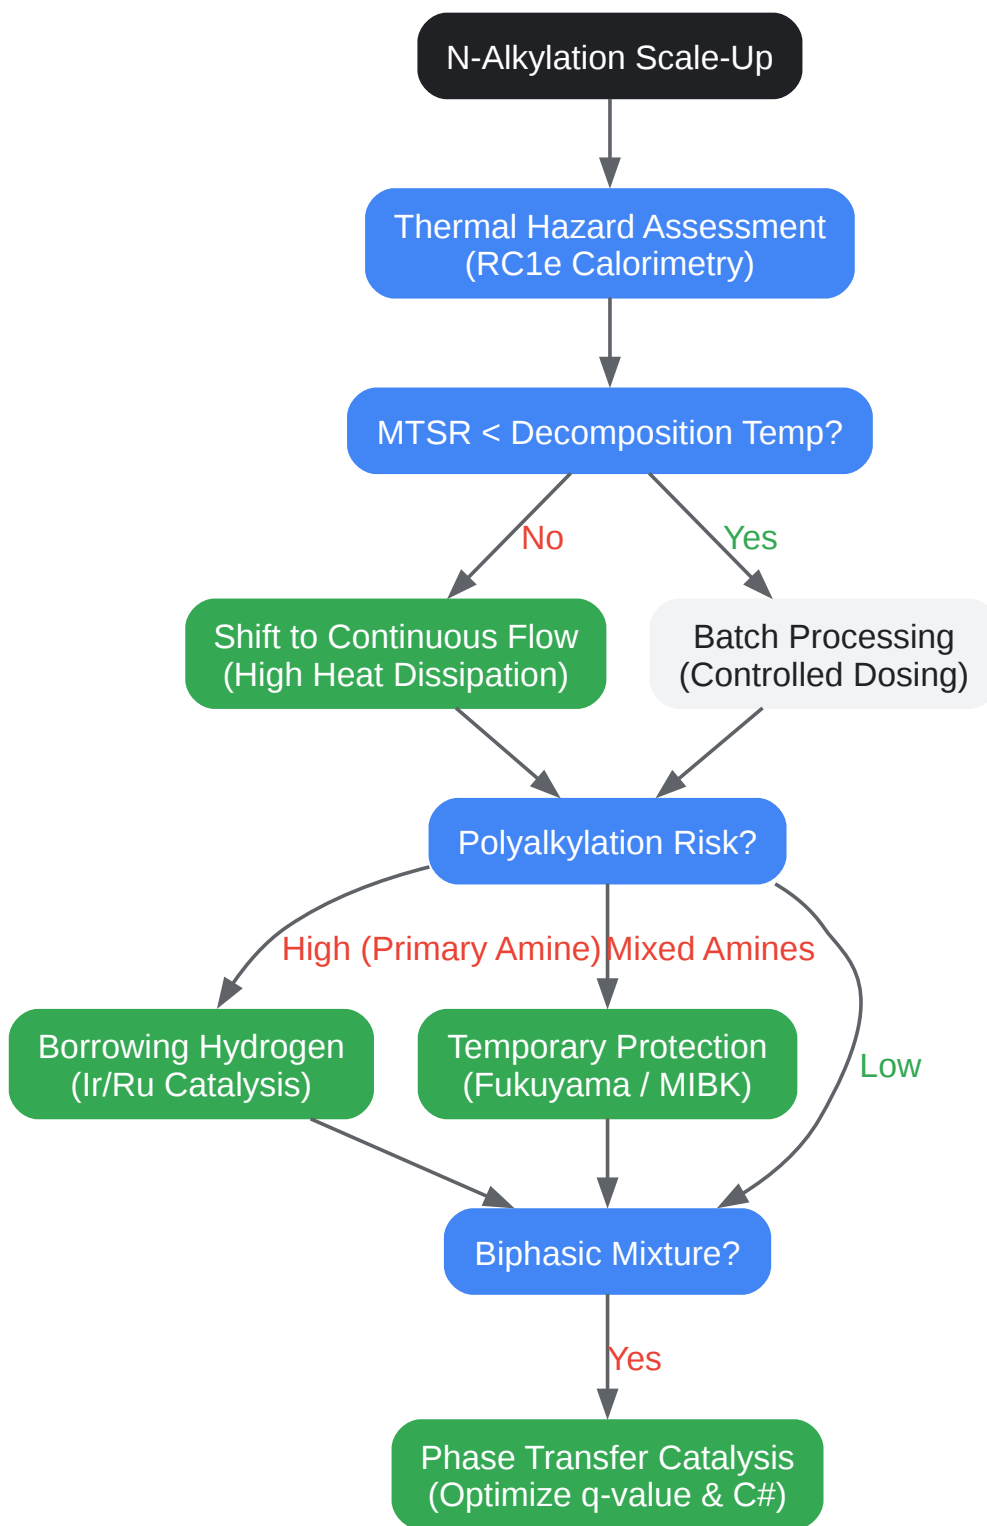 N-Alkylation Scale-Up
Thermal Hazard Assessment
(RC1e Calorimetry)
MTSR < Decomposition Temp?
No
Yes
Shift to Continuous Flow
(High Heat Dissipation)
Batch Processing
(Controlled Dosing)
Polyalkylation Risk?
High (Primary Amine)
Mixed Amines
Borrowing Hydrogen
(Ir/Ru Catalysis)
Temporary Protection
(Fukuyama / MIBK)
Low
Biphasic Mixture?
Yes
Phase Transfer Catalysis
(Optimize q-value & C#)